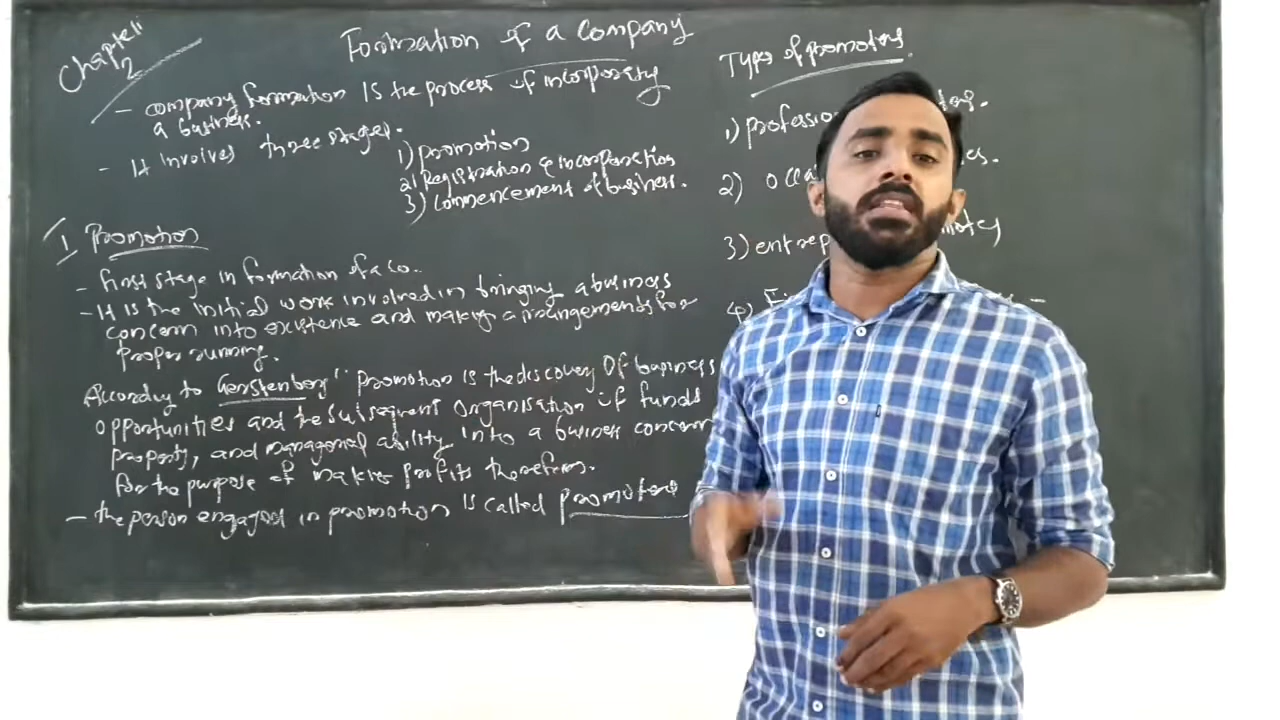 Chapter
2
Formation of a Company
- Company formation is the process of incorporating
a business.
- It involves three stages.
1) Promotion
2) Registration & incorporation
3) Commencement of business.
I Promotion
- First stage in formation of a co.
- It is the initial work involved in bringing a business
concern into existence and making arrangements for
proper running.
According to Gerstenberg "promotion is the discovery of business
opportunities and the subsequent organisation of funds
property, and managerial ability into a business concern
for the purpose of making profits therefrom.
- the person engaged in promotion is called promoters
Types of promoters.
1) profess
2) occa
3) entrep
4)